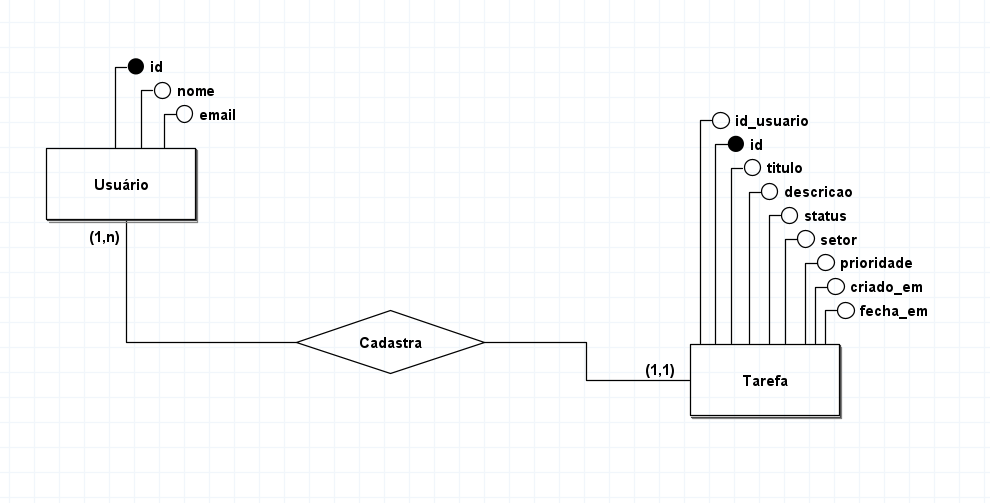 id
nome
email
Usuário
(1,n)
Cadastra
id_usuario
id
titulo
descricao
status
setor
prioridade
criado_em
fecha_em
(1,1)
Tarefa